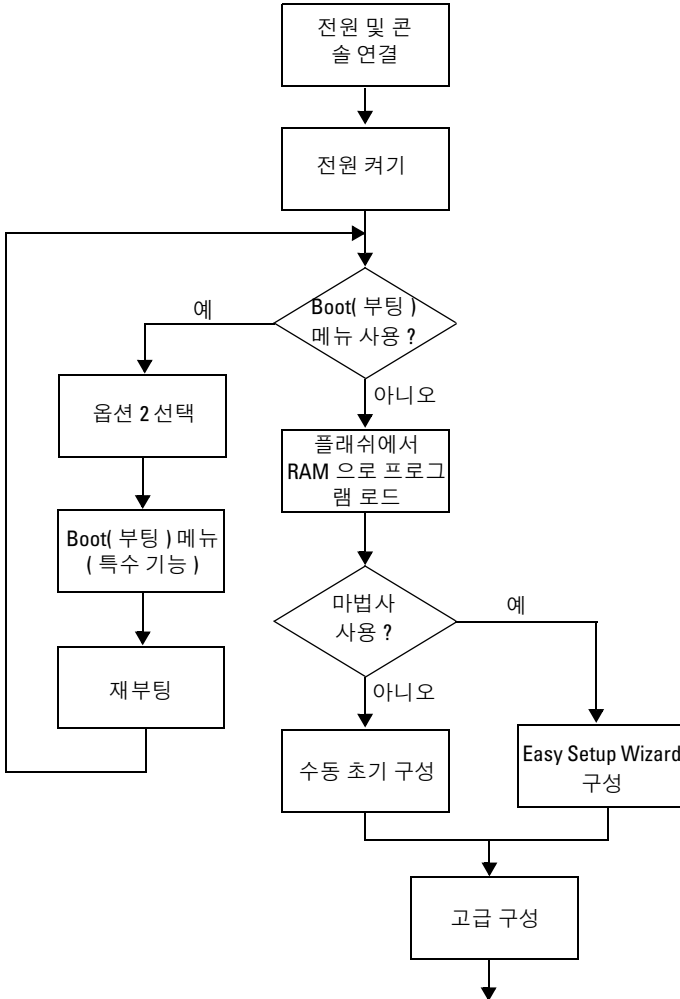 전원 및 콘
솔 연결
전원 켜기
Boot( 부팅 )
메뉴 사용 ?
예
아니오
옵션 2 선택
플래쉬에서
RAM 으로 프로그
램 로드
Boot( 부팅 ) 메뉴
( 특수 기능 )
마법사
사용 ?
예
아니오
재부팅
수동 초기 구성
Easy Setup Wizard
구성
고급 구성